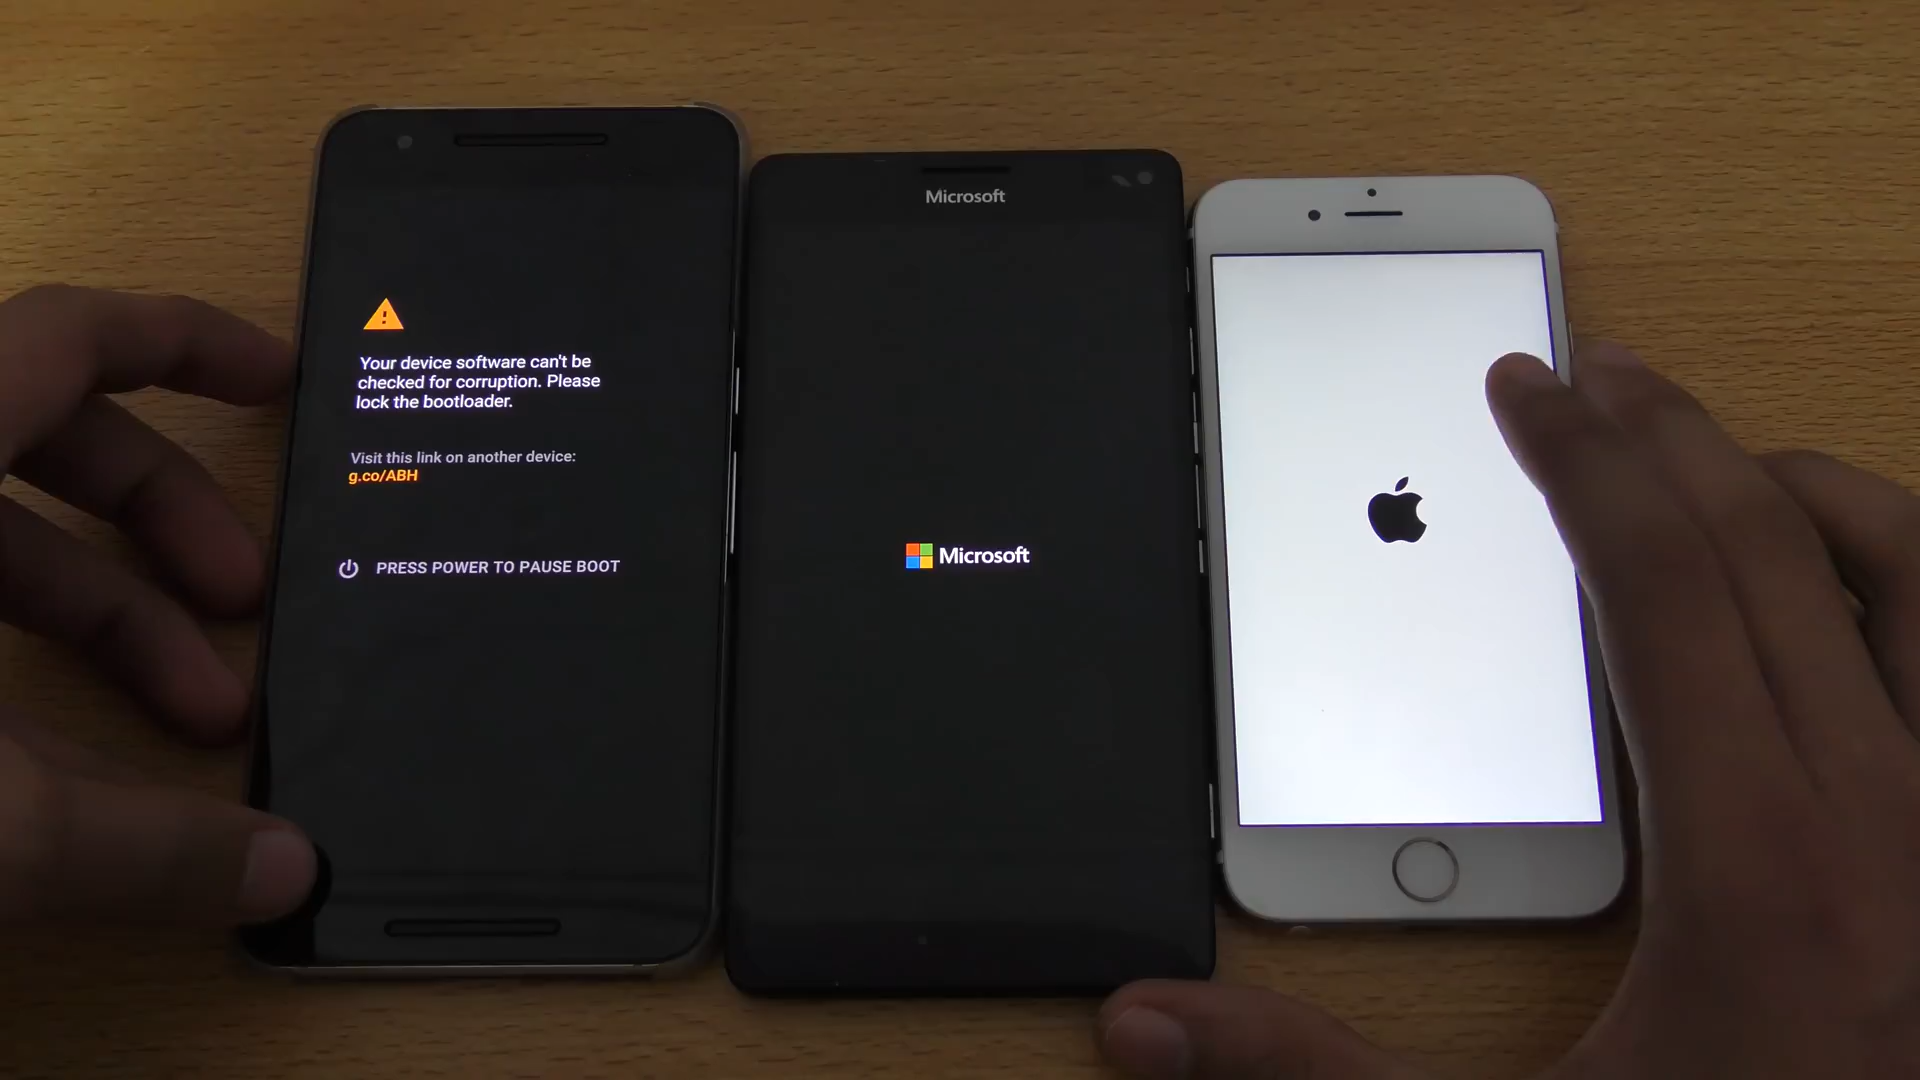 Your device software can't be
checked for corruption. Please
lock the bootloader.
Visit this link on another device:
g.co/ABH
PRESS POWER TO PAUSE BOOT
Microsoft
Microsoft